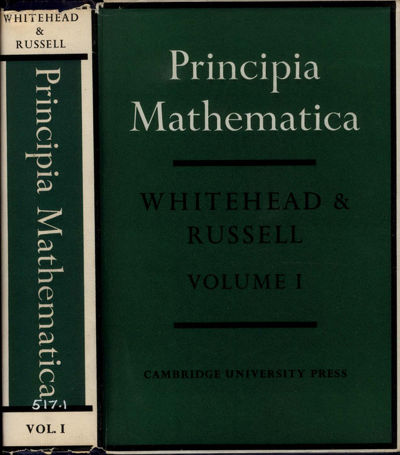 WHITEHEAD
&
RUSSELL
Principia Mathematica
517.1
VOL. I
Principia
Mathematica
WHITEHEAD &
RUSSELL
VOLUME I
CAMBRIDGE UNIVERSITY PRESS